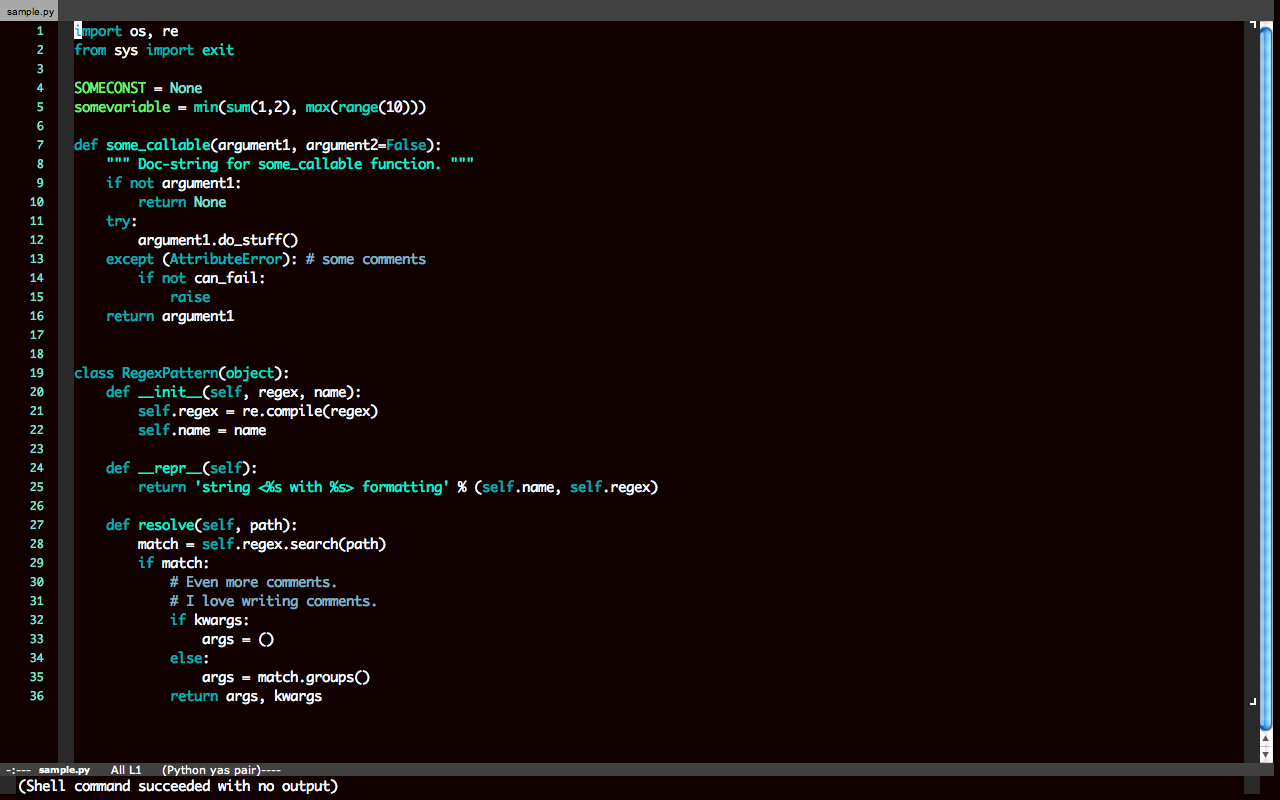 sample.py
1 import os, re
2 from sys import exit
3
4 SOMECONST = None
5 somevariable = min(sum(1,2), max(range(10)))
6
7 def some_callable(argument1, argument2=False):
8     """ Doc-string for some_callable function. """
9     if not argument1:
10         return None
11     try:
12         argument1.do_stuff()
13     except (AttributeError): # some comments
14         if not can_fail:
15             raise
16     return argument1
17
18
19 class RegexPattern(object):
20     def __init__(self, regex, name):
21         self.regex = re.compile(regex)
22         self.name = name
23
24     def __repr__(self):
25         return 'string <%s with %s> formatting' % (self.name, self.regex)
26
27     def resolve(self, path):
28         match = self.regex.search(path)
29         if match:
30             # Even more comments.
31             # I love writing comments.
32             if kwargs:
33                 args = ()
34             else:
35                 args = match.groups()
36             return args, kwargs
-:--- sample.py All L1 (Python yas pair)----
(Shell command succeeded with no output)